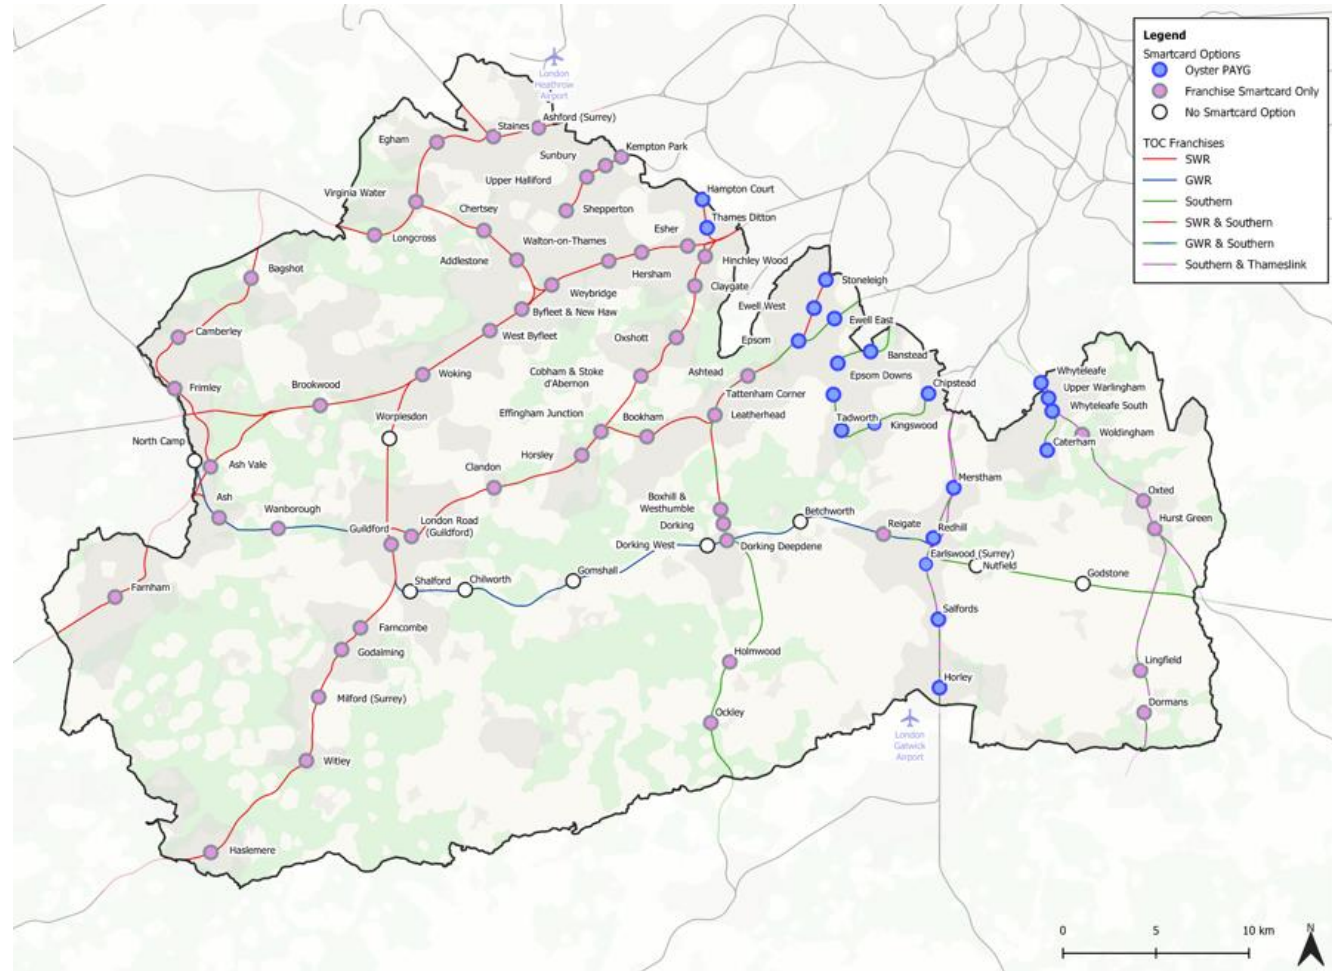 Legend
Smartcard Options
Oyster PAYG
Franchise Smartcard Only
No Smartcard Option
TOC Franchises
SWR
GWR
Southern
SWR & Southern
GWR & Southern
Southern & Thameslink
London
Heathrow
Airport
Ashford (Surrey)
Staines
Egham
Kempton Park
Sunbury
Upper Halliford
Virginia Water
Hampton Court
Chertsey
Shepperton
Thames Ditton
Longcross
Esher
Walton-on-Thames
Addlestone
Hinchley Wood
Bagshot
Hersham
Stoneleigh
Claygate
Weybridge
Ewell West
Byfleet & New Haw
Ewell East
Camberley
West Byfleet
Oxshott
Epsom
Banstead
Cobham & Stoke
d'Abernon
Ashtead
Epsom Downs
Whyteleafe
Woking
Frimley
Brookwood
Chipstead
Upper Warlingham
Tattenham Corner
Whyteleafe South
Effingham Junction
Worplesdon
Bookham
Leatherhead
Tadworth
Kingswood
Woldingham
North Camp
Caterham
Ash Vale
Clandon
Horsley
Merstham
Oxted
Ash
Wanborough
Boxhill &
Westhumble
Betchworth
Hurst Green
London Road
(Guildford)
Guildford
Dorking
Reigate
Redhill
Dorking West
Dorking Deepdene
Earlswood (Surrey)
Nutfield
Shalford
Chilworth
Gomshall
Godstone
Farnham
Salfords
Farncombe
Godalming
Holmwood
Lingfield
Horley
Milford (Surrey)
Dormans
Ockley
London
Gatwick
Airport
Witley
Haslemere
0 5 10 km
N